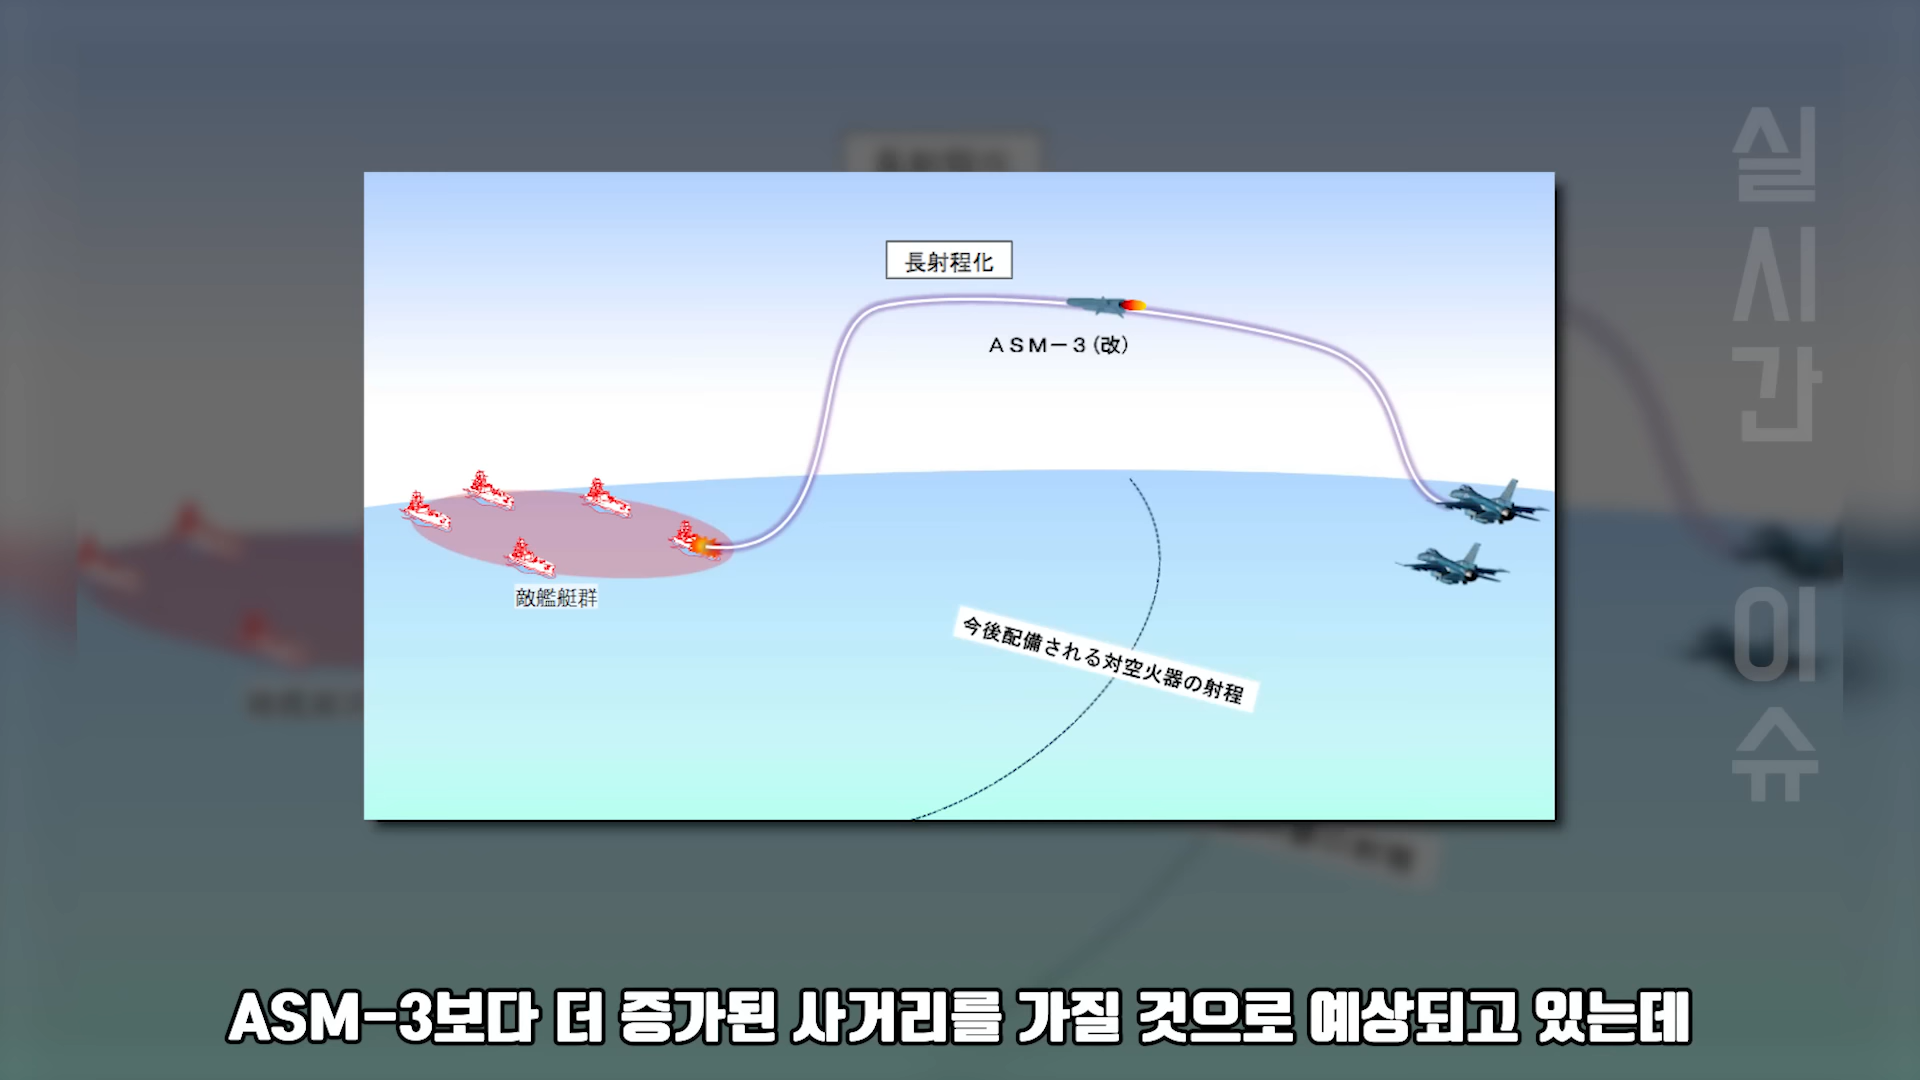 長射程化
ASM-3(改)
敵艦艇群
今後配備される対空火器の射程
실시간 이슈
ASM-3보다 더 증가된 사거리를 가질 것으로 예상되고 있는데